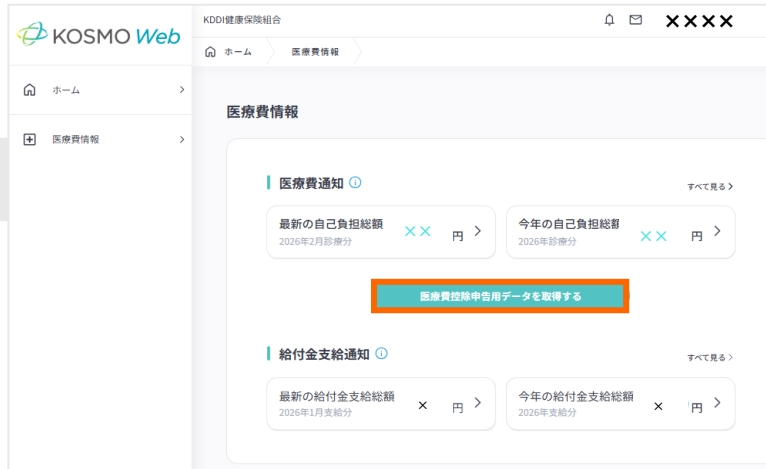 KOSMO Web
KDDI健康保険組合
××××
ホーム
医療費情報
ホーム
医療費情報
医療費情報
医療費通知
すべて見る
最新の自己負担総額
2026年2月診療分
×× 円
今年の自己負担総額
2026年診療分
×× 円
医療費控除申告用データを取得する
給付金支給通知
すべて見る
最新の給付金支給総額
2026年1月支給分
× 円
今年の給付金支給総額
2026年支給分
× 円